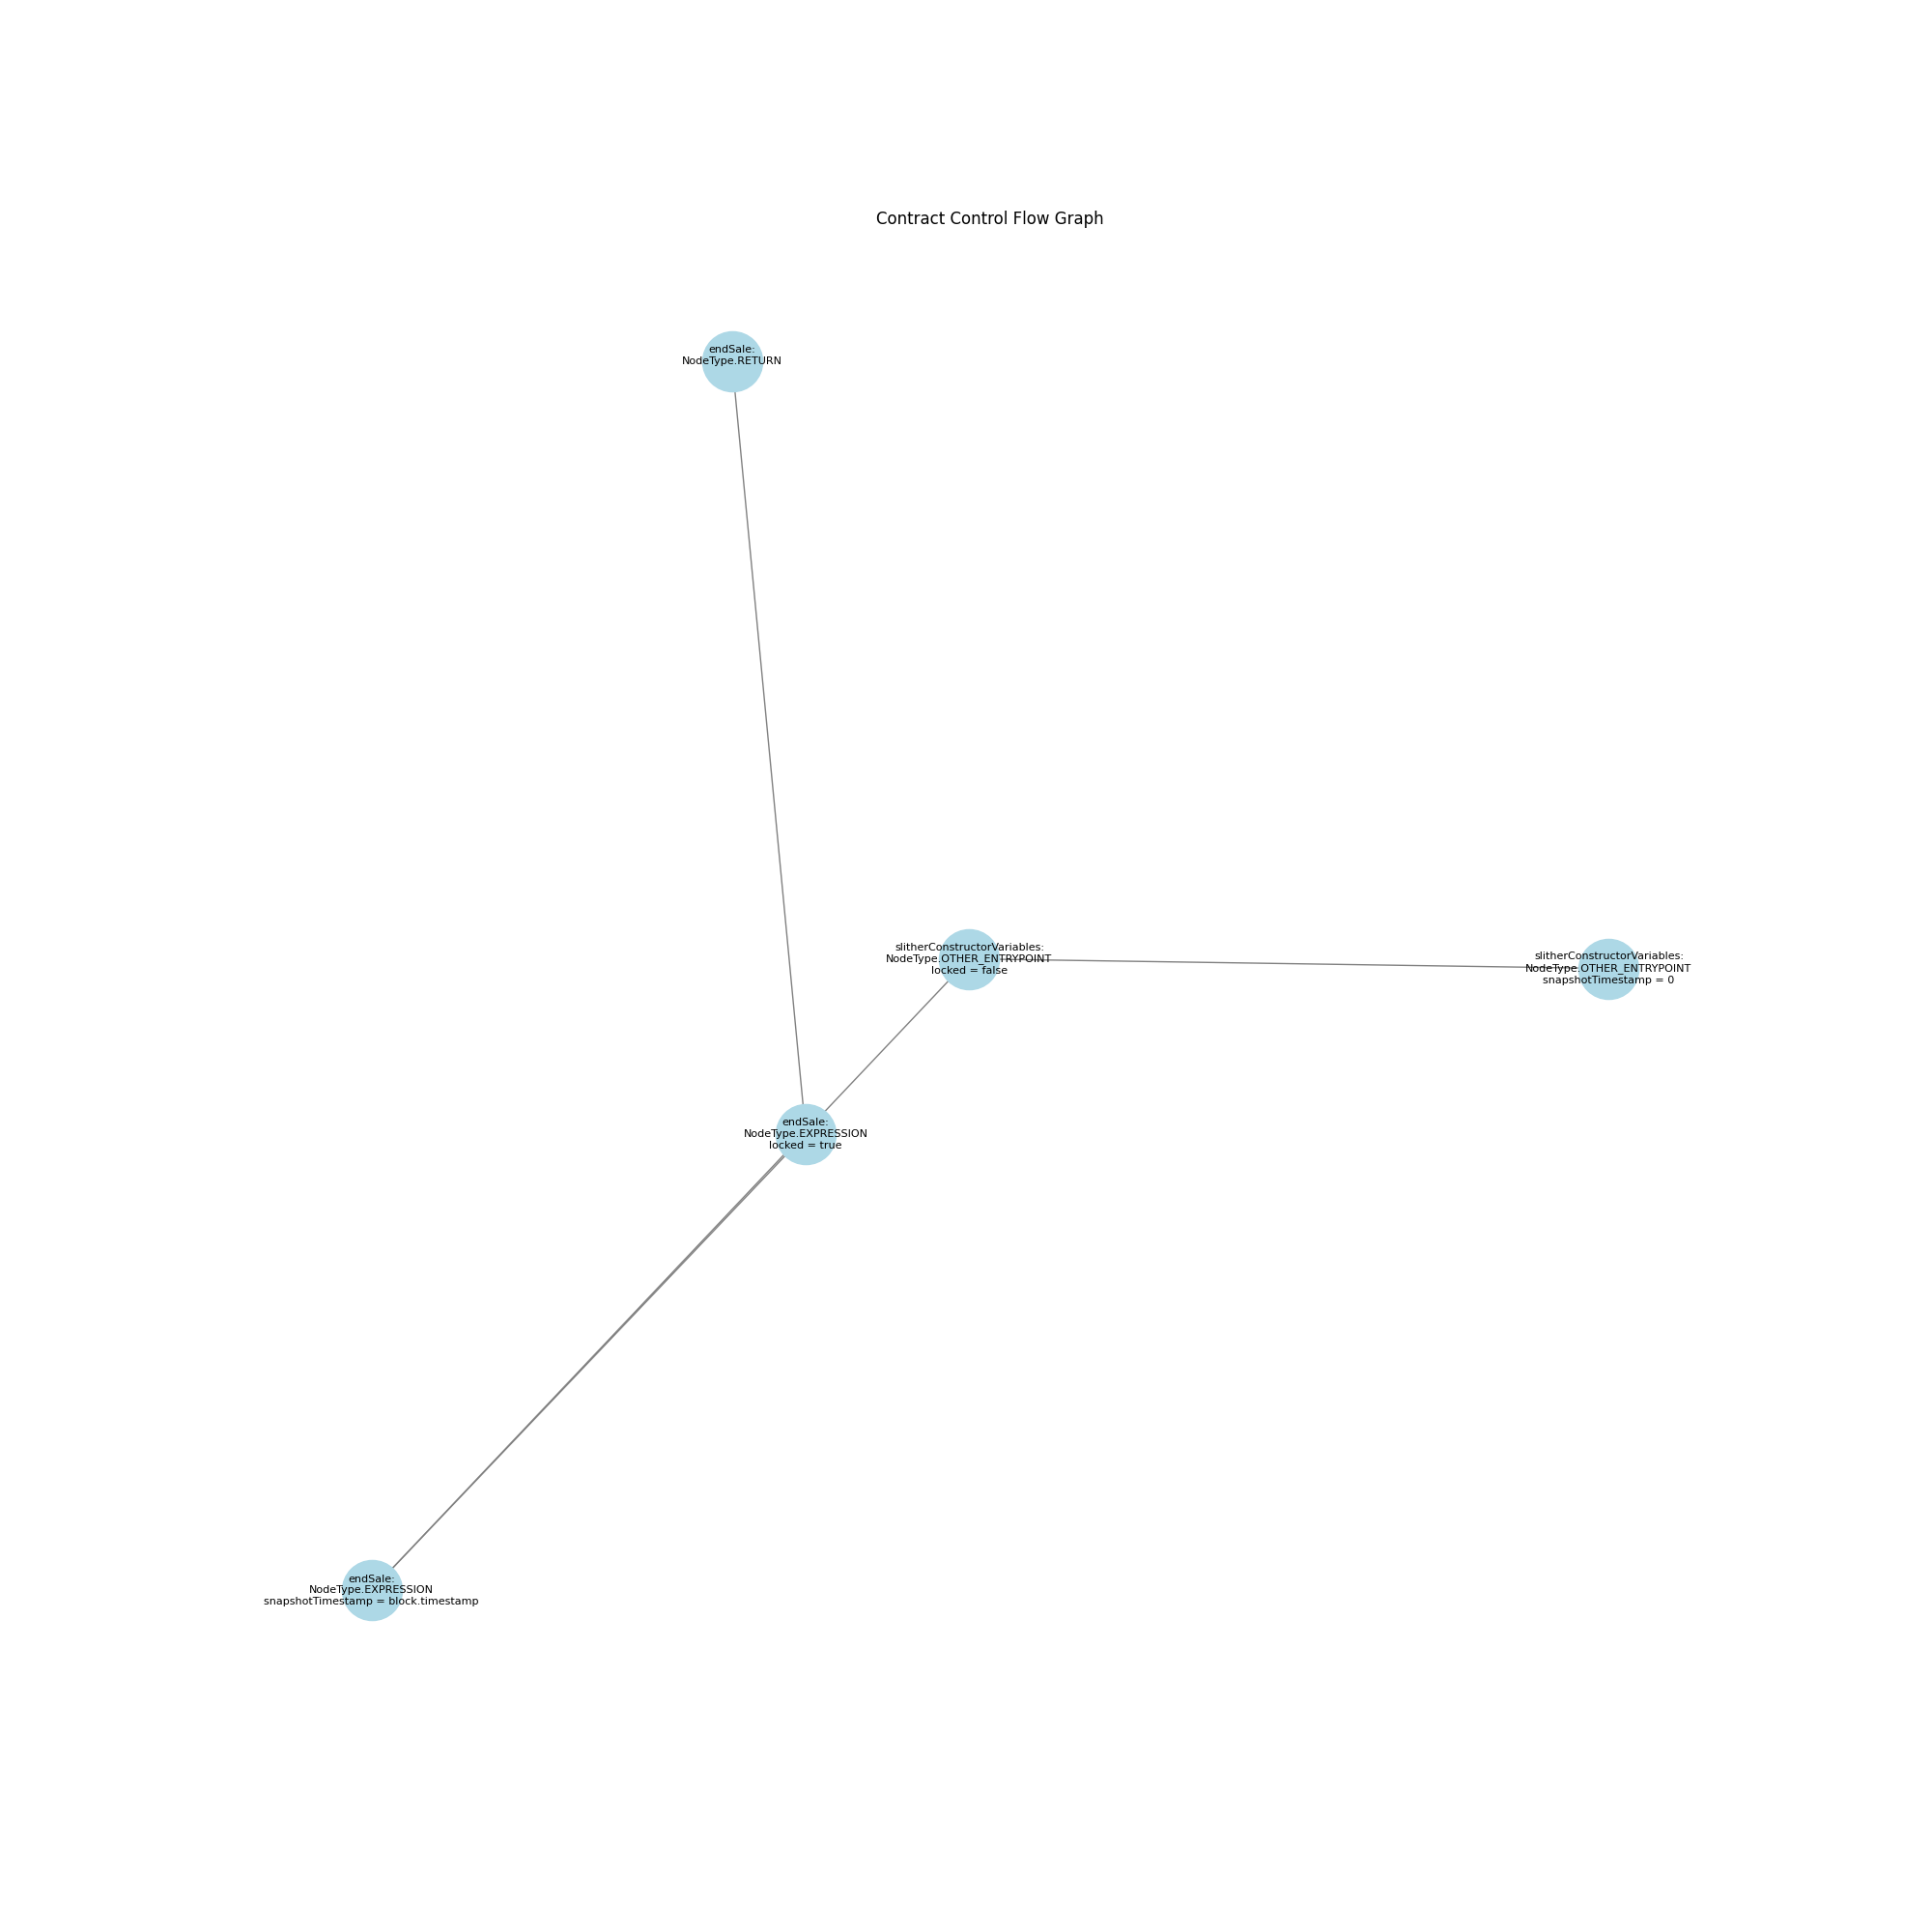 Contract Control Flow Graph
endSale:
NodeType.RETURN
slitherConstructorVariables:
NodeType.OTHER_ENTRYPOINT
locked = false
slitherConstructorVariables:
NodeType.OTHER_ENTRYPOINT
snapshotTimestamp = 0
endSale:
NodeType.EXPRESSION
locked = true
endSale:
NodeType.EXPRESSION
snapshotTimestamp = block.timestamp